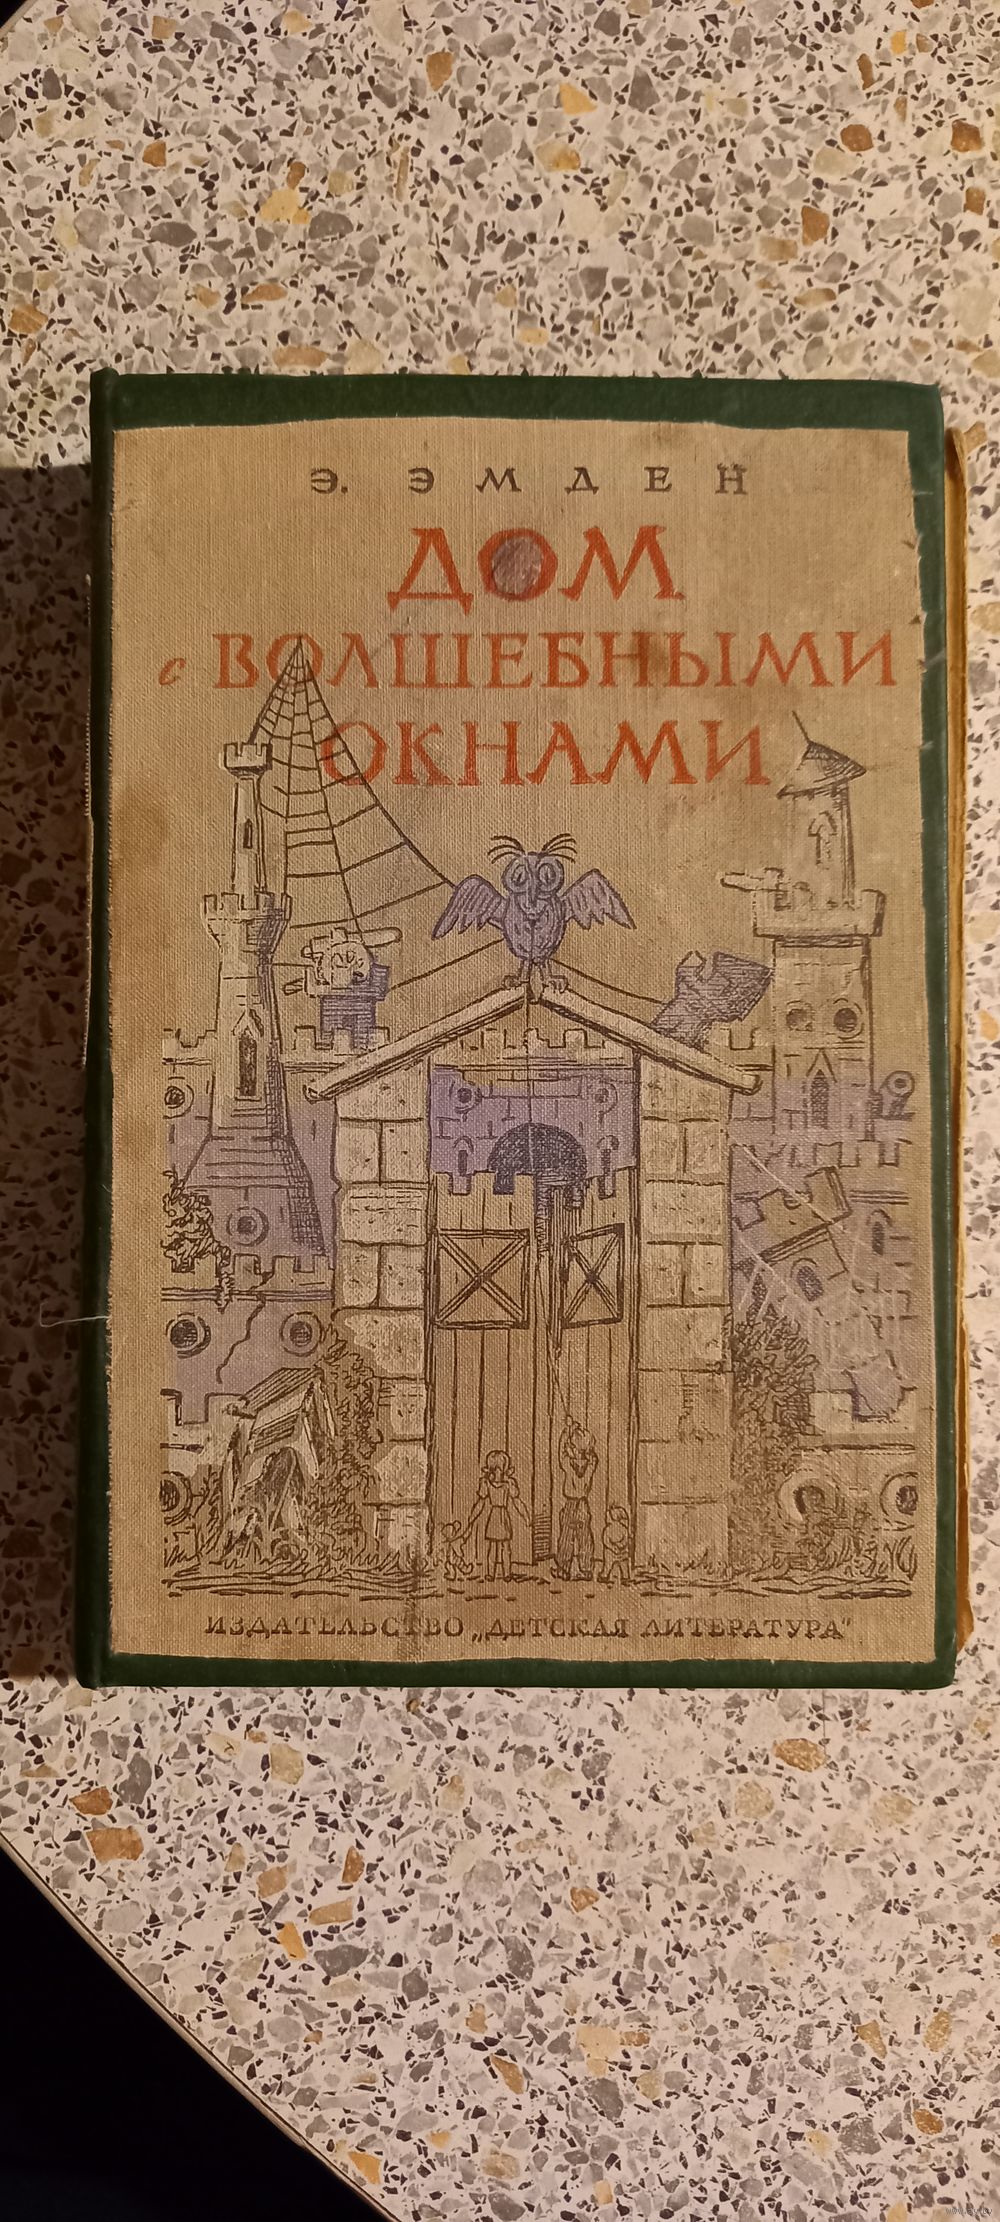 Э. ЭМДЕН
ДОМ
с ВОЛШЕБНЫМИ
ОКНАМИ
ИЗДАТЕЛЬСТВО „ДЕТСКАЯ ЛИТЕРАТУРА"